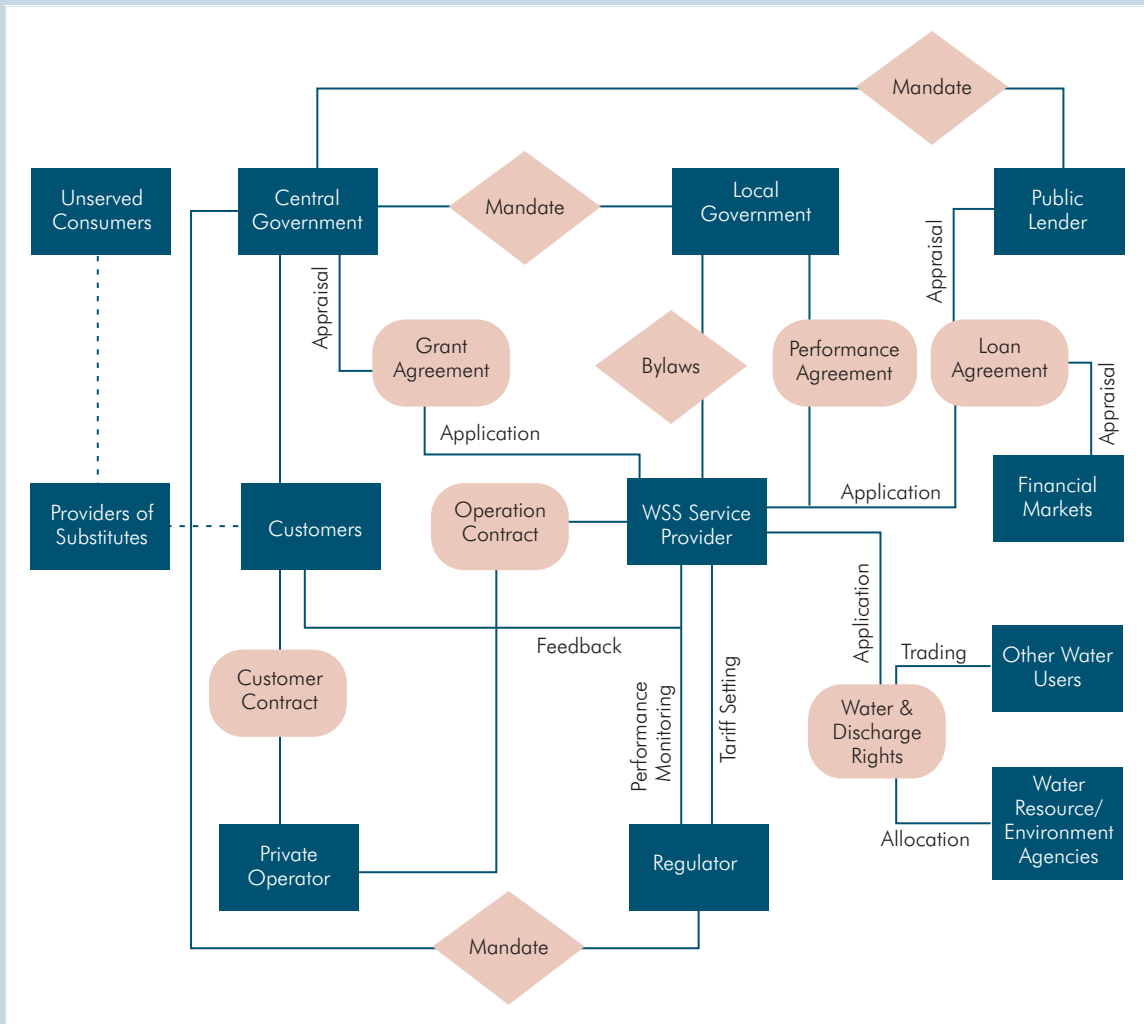 Mandate
Unserved
Consumers
Central
Government
Mandate
Local
Government
Public
Lender
Appraisal
Grant
Agreement
Bylaws
Performance
Agreement
Appraisal
Loan
Agreement
Appraisal
Application
Providers of
Substitutes
Customers
Operation
Contract
WSS Service
Provider
Application
Financial
Markets
Feedback
Application
Customer
Contract
Performance
Monitoring
Tariff Setting
Trading
Other Water
Users
Water &
Discharge
Rights
Allocation
Water
Resource/
Environment
Agencies
Private
Operator
Regulator
Mandate